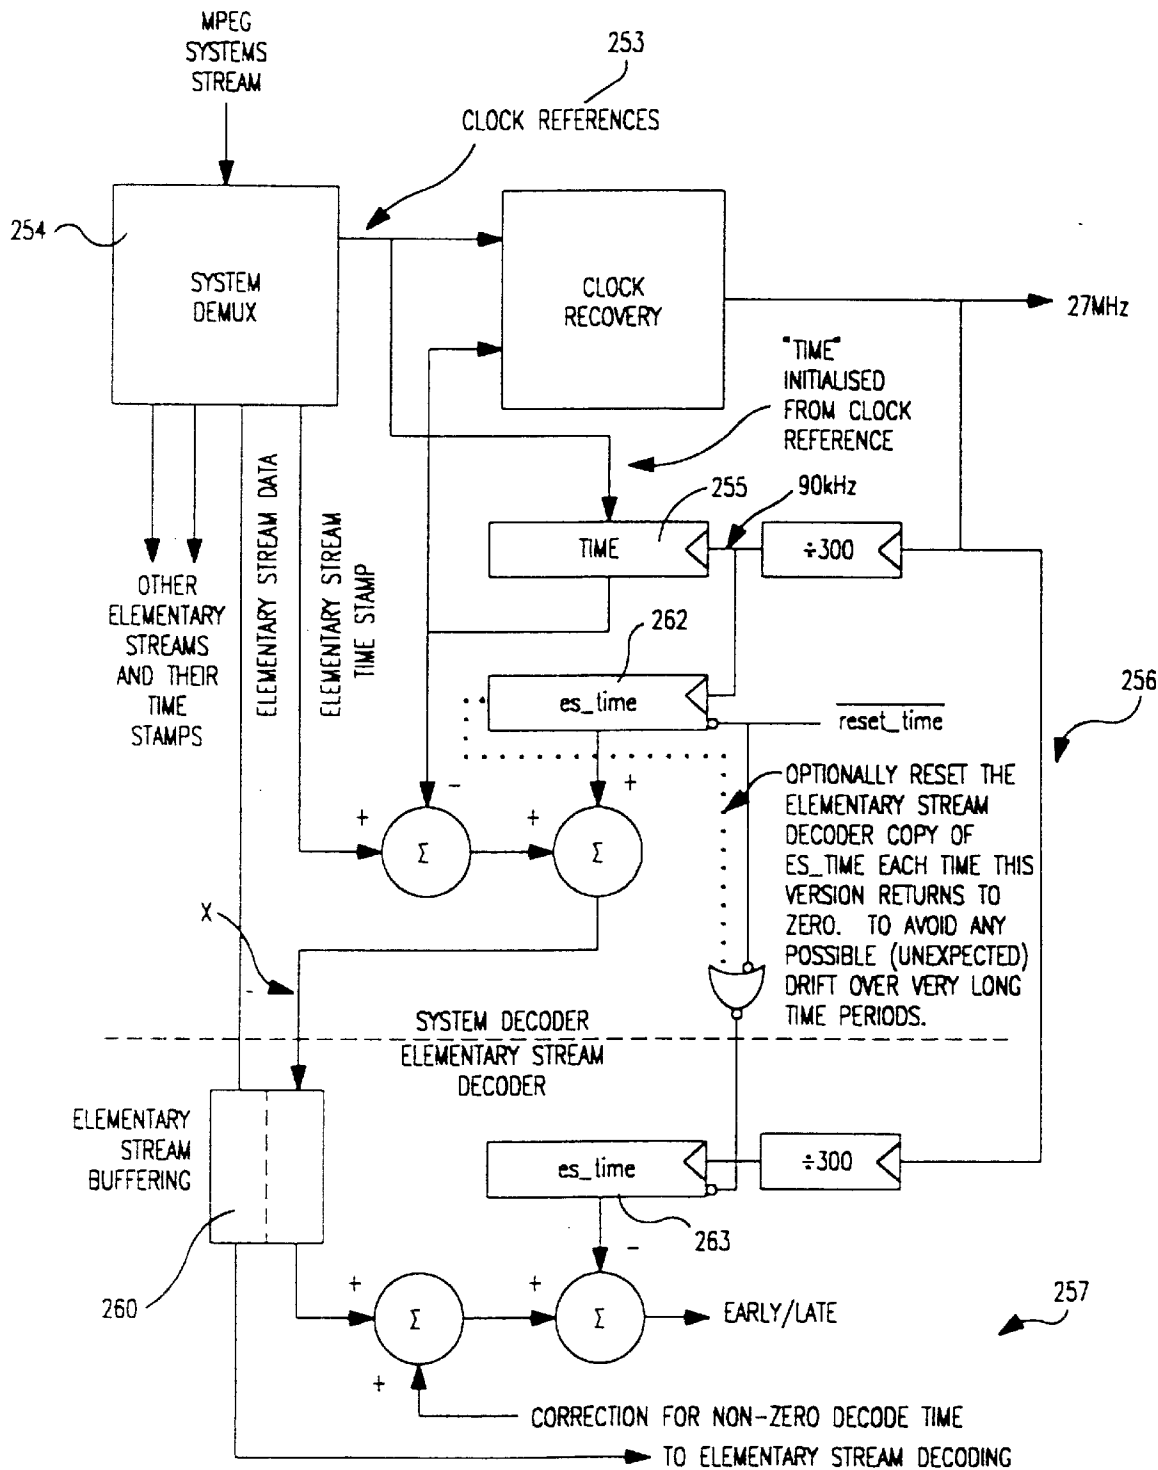 MPEG
SYSTEMS
STREAM
253
CLOCK REFERENCES
254
SYSTEM
DEMUX
CLOCK
RECOVERY
27MHz
"TIME"
INITIALISED
FROM CLOCK
REFERENCE
255
90kHz
TIME
÷300
OTHER
ELEMENTARY
STREAMS
AND THEIR
TIME
STAMPS
ELEMENTARY STREAM DATA
ELEMENTARY STREAM
TIME STAMP
262
es_time
reset_time
256
OPTIONALLY RESET THE
ELEMENTARY STREAM
DECODER COPY OF
ES_TIME EACH TIME THIS
VERSION RETURNS TO
ZERO. TO AVOID ANY
POSSIBLE (UNEXPECTED)
DRIFT OVER VERY LONG
TIME PERIODS.
+
-
Σ
+
+
Σ
X
SYSTEM DECODER
ELEMENTARY STREAM
DECODER
ELEMENTARY
STREAM
BUFFERING
260
es_time
÷300
263
+
+
Σ
+
-
Σ
EARLY/LATE
257
CORRECTION FOR NON-ZERO DECODE TIME
TO ELEMENTARY STREAM DECODING